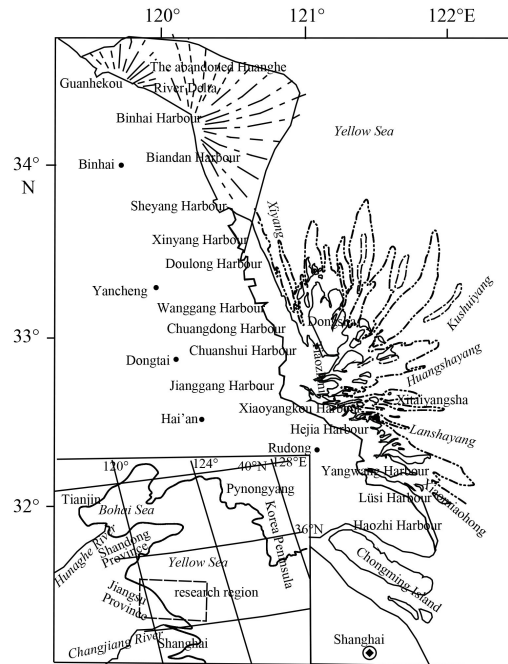 120°
121°
122°E
Guanhekou
The abandoned Huanghe
River Delta
Binhai Harbour
Yellow Sea
34°
N
Binhai
Biandan Harbour
Sheyang Harbour
Xiyang
Xinyang Harbour
Doulong Harbour
Yancheng
Kushuiyang
Wanggang Harbour
33°
Chuangdong Harbour
Chuanshui Harbour
Dongtai
Huangshayang
Jianggang Harbour
Xiaoyangkou Harbour
Xitaiyangsha
Hai'an
Hejia Harbour
Lanshayang
Rudong
Yangwang Harbour
32°
Lüsi Harbour
Haozhi Harbour
Chongming Island
Shanghai
120°
124°
40°N
128°E
Tianjin
Pynongyang
Bohai Sea
Korea Peninsula
36°N
Hunaghe River
Shandong
Province
Yellow Sea
Jiangsu
Province
research region
Changjiang River
Shanghai